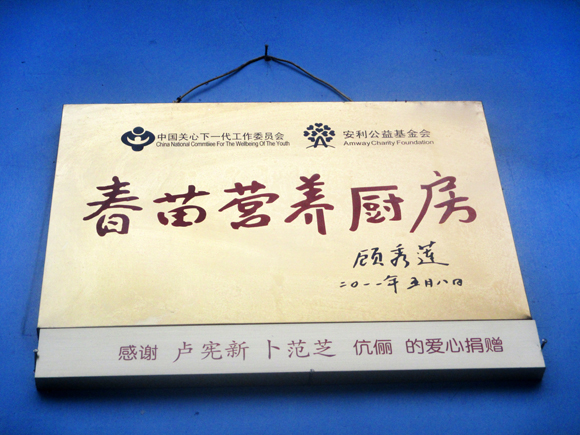 中国关心下一代工作委员会
China National Committee For The Wellbeing Of The Youth
安利公益基金会
Amway Charity Foundation
春苗营养厨房
顾秀莲
二〇一一年五月八日
感谢 卢宪新 卜范芝 伉俪 的爱心捐赠